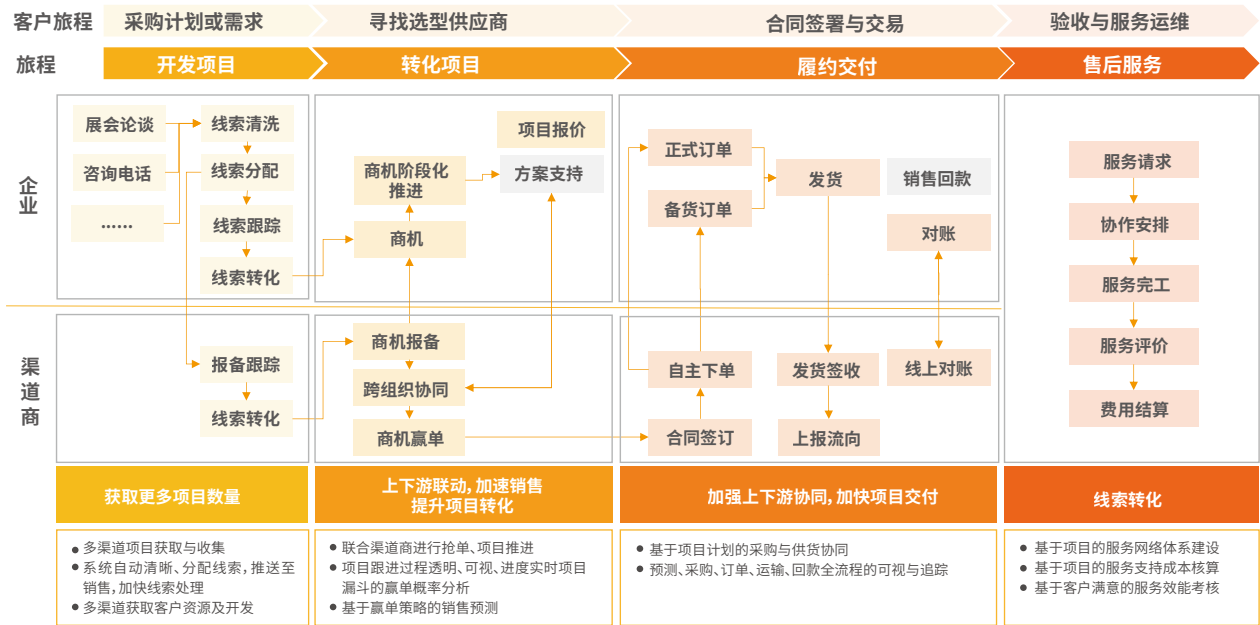 客户旅程
采购计划或需求
寻找选型供应商
合同签署与交易
验收与服务运维
旅程
开发项目
转化项目
履约交付
售后服务
企业
展会论谈
咨询电话
......
线索清洗
线索分配
线索跟踪
线索转化
项目报价
方案支持
商机阶段化
推进
商机
正式订单
备货订单
发货
销售回款
对账
服务请求
协作安排
服务完工
服务评价
费用结算
渠道商
报备跟踪
线索转化
商机报备
跨组织协同
商机赢单
自主下单
合同签订
发货签收
上报流向
线上对账
获取更多项目数量
上下游联动,加速销售
提升项目转化
加强上下游协同,加快项目交付
线索转化
● 多渠道项目获取与收集
● 系统自动清晰、分配线索,推送至
销售,加快线索处理
● 多渠道获取客户资源及开发
● 联合渠道商进行抢单、项目推进
● 项目跟进过程透明、可视、进度实时项目
漏斗的赢单概率分析
● 基于赢单策略的销售预测
● 基于项目计划的采购与供货协同
● 预测、采购、订单、运输、回款全流程的可视与追踪
● 基于项目的服务网络体系建设
● 基于项目的服务支持成本核算
● 基于客户满意的服务效能考核